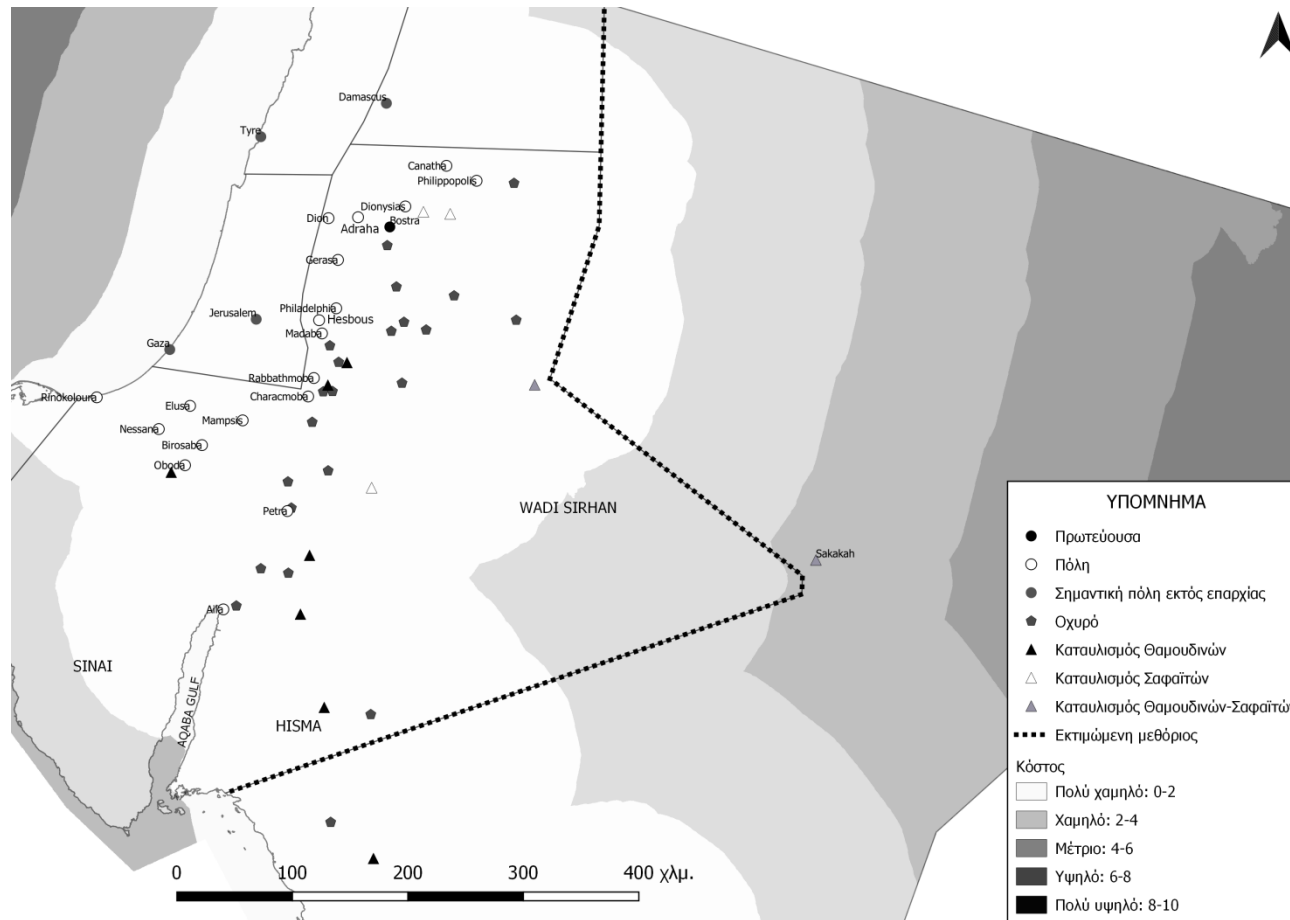 Damascus
Tyre
Canatha
Philippopolis
Dionysias
Dion
Bostra
Adraha
Gerasa
Philadelphia
Jerusalem
Hesbous
Madaba
Gaza
Rabbathmoba
Rinokoloura
Characmoba
Elusa
Mampsis
Nessana
Birosaba
Oboda
Petra
WADI SIRHAN
Sakakah
Aila
SINAI
AQABA GULF
HISMA
0 100 200 300 400 χλμ.
ΥΠΟΜΝΗΜΑ
Πρωτεύουσα
Πόλη
Σημαντική πόλη εκτός επαρχίας
Οχυρό
Καταυλισμός Θαμουδινών
Καταυλισμός Σαφαϊτών
Καταυλισμός Θαμουδινών-Σαφαϊτών
Εκτιμώμενη μεθόριος
Κόστος
Πολύ χαμηλό: 0-2
Χαμηλό: 2-4
Μέτριο: 4-6
Υψηλό: 6-8
Πολύ υψηλό: 8-10